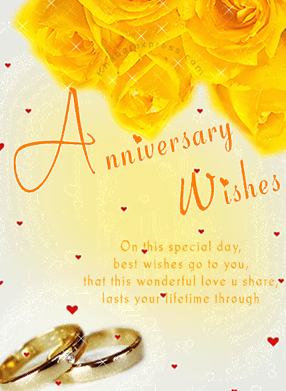 Anniversary
Wishes
On this special day,
best wishes go to you,
that this wonderful love u share,
lasts your lifetime through